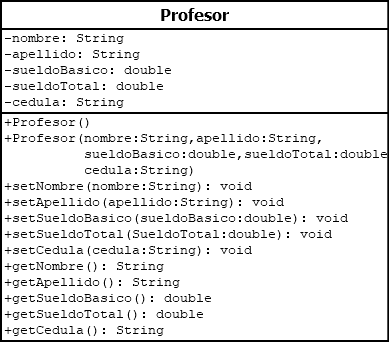 Profesor
-nombre: String
-apellido: String
-sueldoBasico: double
-sueldoTotal: double
-cedula: String
+Profesor()
+Profesor(nombre:String,apellido:String,
sueldoBasico:double,sueldoTotal:double
cedula:String)
+setNombre(nombre:String): void
+setApellido(apellido:String): void
+setSueldoBasico(sueldoBasico:double): void
+setSueldoTotal(SueldoTotal:double): void
+setCedula(cedula:String): void
+getNombre(): String
+getApellido(): String
+getSueldoBasico(): double
+getSueldoTotal(): double
+getCedula(): String